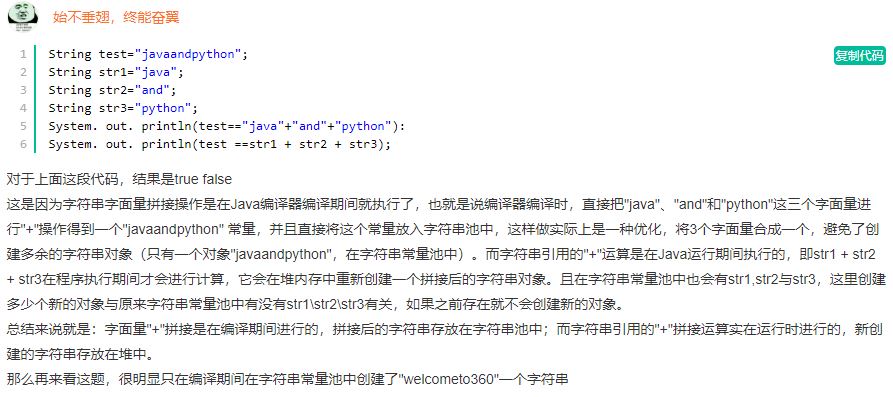 始不垂翅，终能奋翼
复制代码
1 String test="javaandpython";
2 String str1="java";
3 String str2="and";
4 String str3="python";
5 System. out. println(test=="java"+"and"+"python"):
6 System. out. println(test ==str1 + str2 + str3);
对于上面这段代码，结果是true false
这是因为字符串字面量拼接操作是在Java编译器编译期间就执行了，也就是说编译器编译时，直接把"java"、"and"和"python"这三个字面量进
行"+"操作得到一个"javaandpython" 常量，并且直接将这个常量放入字符串池中，这样做实际上是一种优化，将3个字面量合成一个，避免了创
建多余的字符串对象（只有一个对象"javaandpython"，在字符串常量池中）。而字符串引用的"+"运算是在Java运行期间执行的，即str1 + str2
+ str3在程序执行期间才会进行计算，它会在堆内存中重新创建一个拼接后的字符串对象。且在字符串常量池中也会有str1,str2与str3，这里创建
多少个新的对象与原来字符串常量池中有没有str1\str2\str3有关，如果之前存在就不会创建新的对象。
总结来说就是：字面量"+"拼接是在编译期间进行的，拼接后的字符串存放在字符串池中；而字符串引用的"+"拼接运算实在运行时进行的，新创
建的字符串存放在堆中。
那么再来看这题，很明显只在编译期间在字符串常量池中创建了"welcometo360"一个字符串